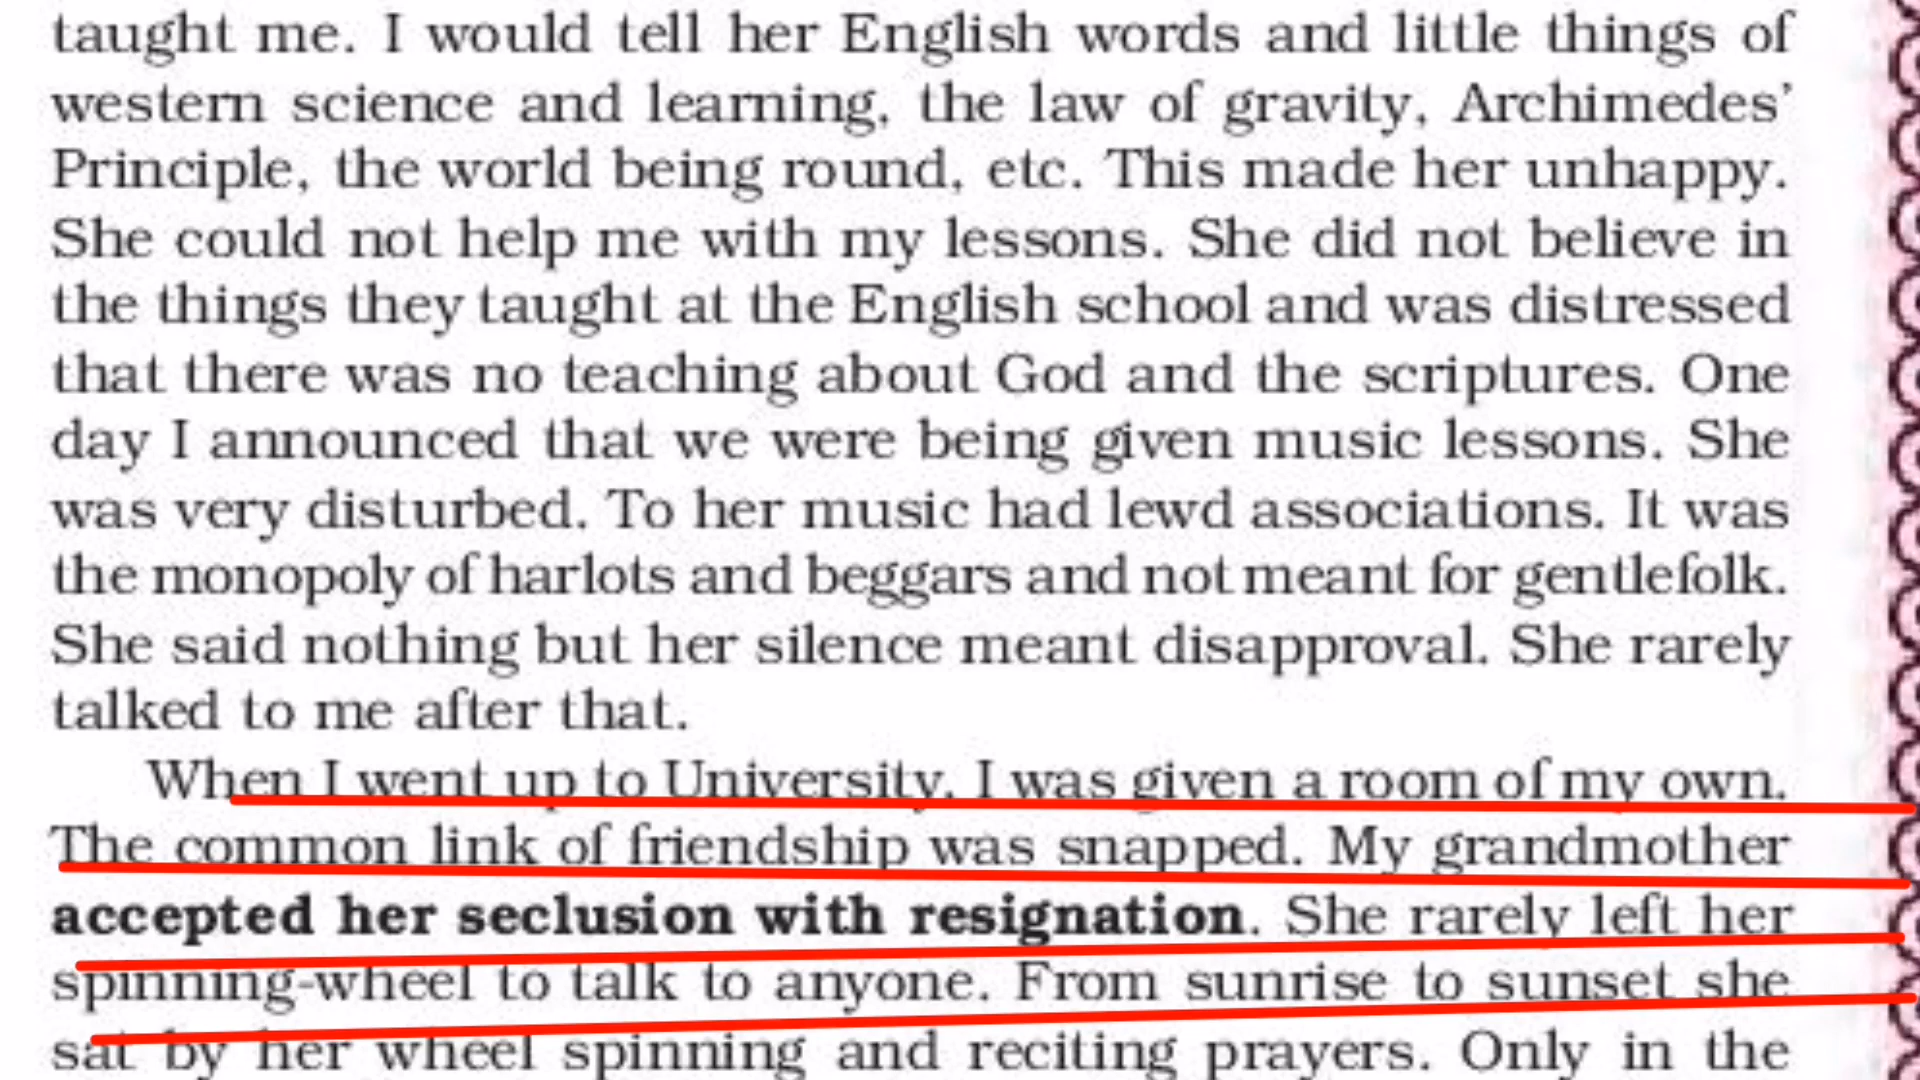 taught me. I would tell her English words and little things of
western science and learning, the law of gravity, Archimedes'
Principle, the world being round, etc. This made her unhappy.
She could not help me with my lessons. She did not believe in
the things they taught at the English school and was distressed
that there was no teaching about God and the scriptures. One
day I announced that we were being given music lessons. She
was very disturbed. To her music had lewd associations. It was
the monopoly of harlots and beggars and not meant for gentlefolk.
She said nothing but her silence meant disapproval. She rarely
talked to me after that.
When I went up to University, I was given a room of my own.
The common link of friendship was snapped. My grandmother
accepted her seclusion with resignation. She rarely left her
spinning-wheel to talk to anyone. From sunrise to sunset she
sat by her wheel spinning and reciting prayers. Only in the